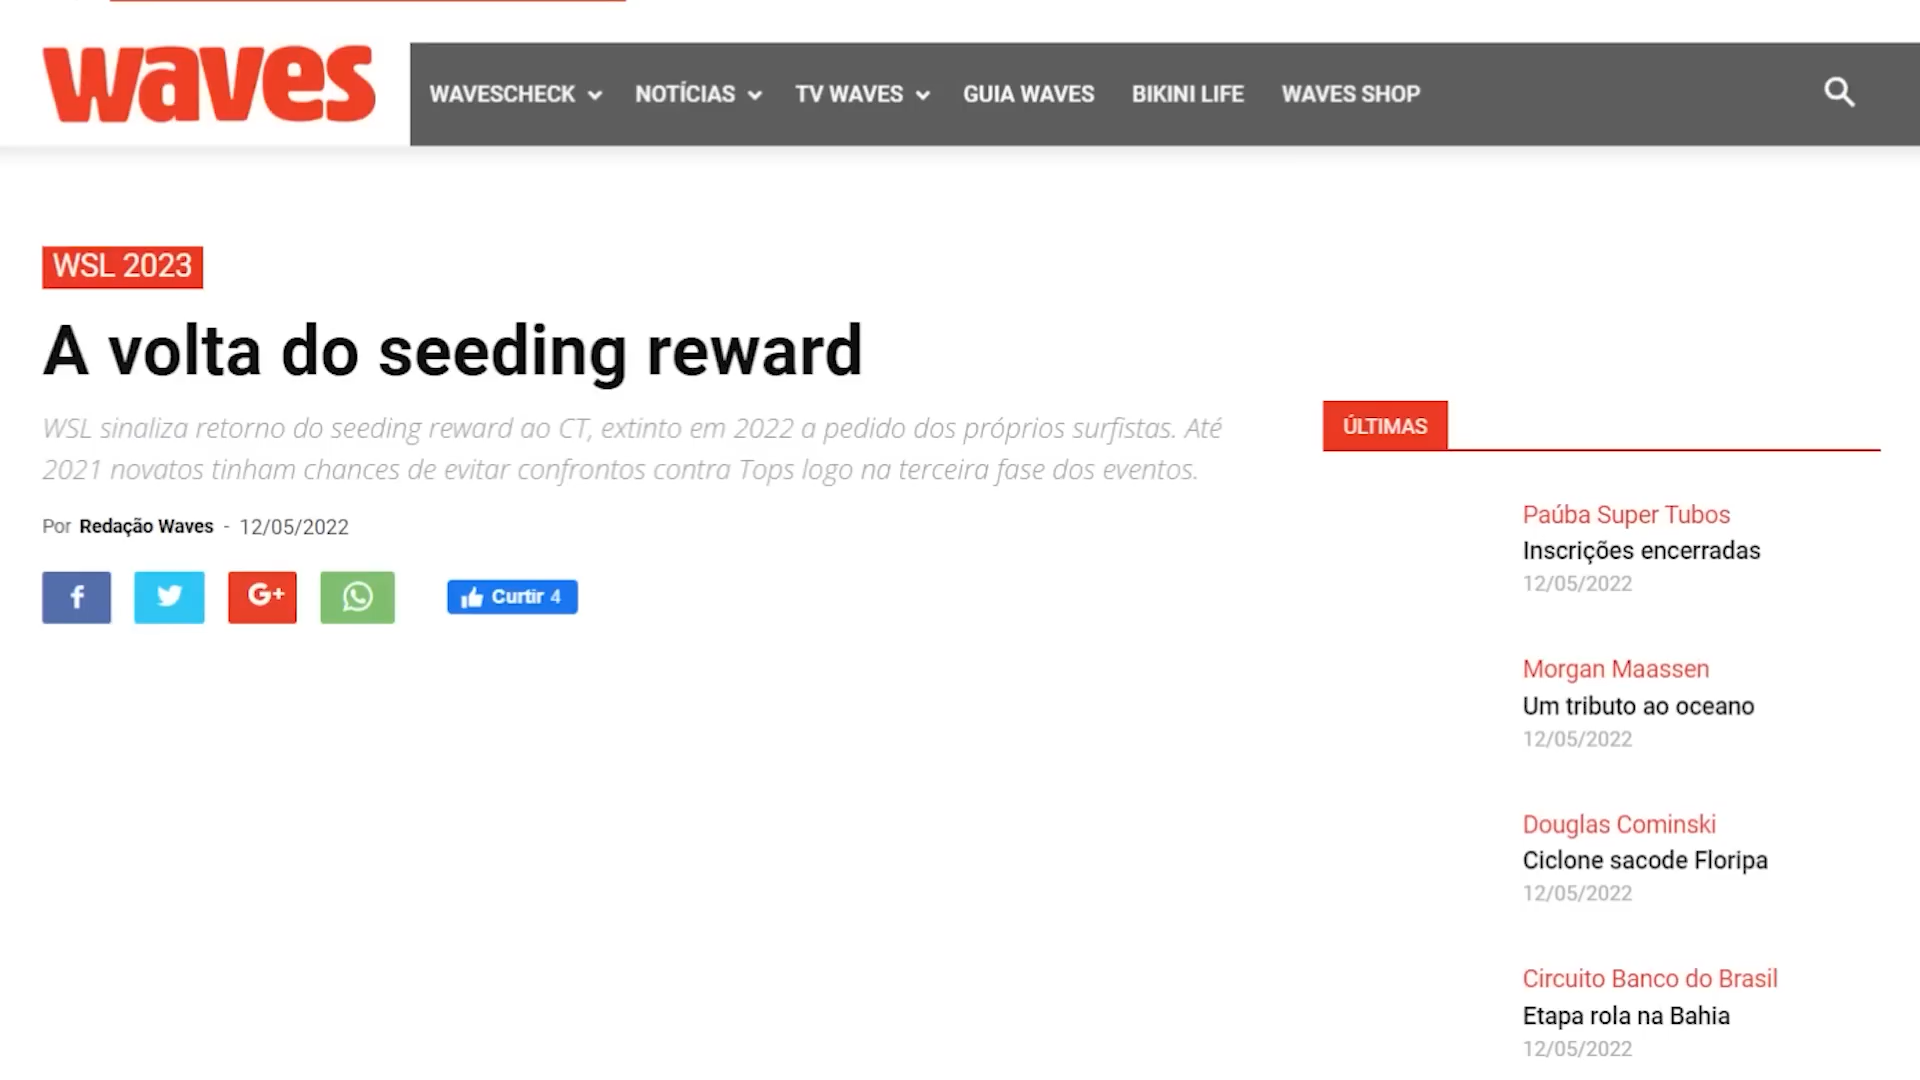 waves
WAVESCHECK NOTÍCIAS TV WAVES GUIA WAVES BIKINI LIFE WAVES SHOP
WSL 2023
A volta do seeding reward
WSL sinaliza retorno do seeding reward ao CT, extinto em 2022 a pedido dos próprios surfistas. Até
2021 novatos tinham chances de evitar confrontos contra Tops logo na terceira fase dos eventos.
Por Redação Waves - 12/05/2022
f G+ Curtir 4
ÚLTIMAS
Paúba Super Tubos
Inscrições encerradas
12/05/2022
Morgan Maassen
Um tributo ao oceano
12/05/2022
Douglas Cominski
Ciclone sacode Floripa
12/05/2022
Circuito Banco do Brasil
Etapa rola na Bahia
12/05/2022